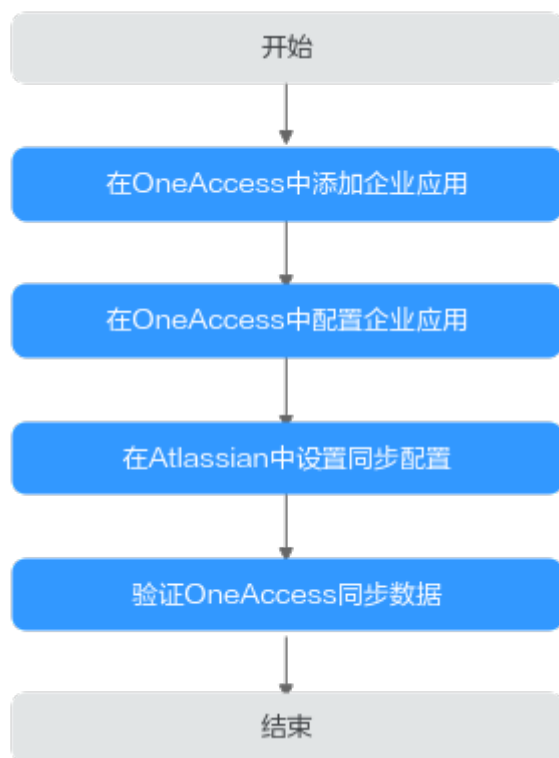 开始
在OneAccess中添加企业应用
在OneAccess中配置企业应用
在Atlassian中设置同步配置
验证OneAccess同步数据
结束